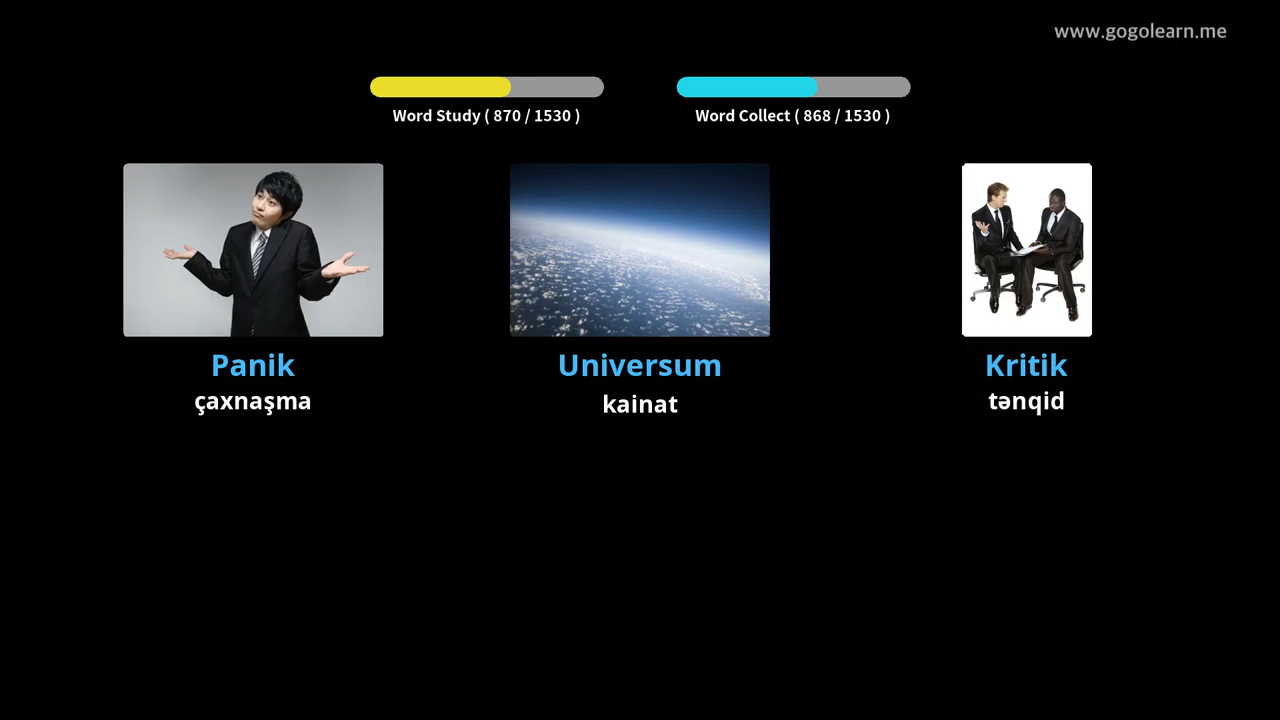 www.gogolearn.me
Word Study ( 870 / 1530 )
Word Collect ( 868 / 1530 )
Panik
Universum
Kritik
çaxnaşma
kainat
tənqid